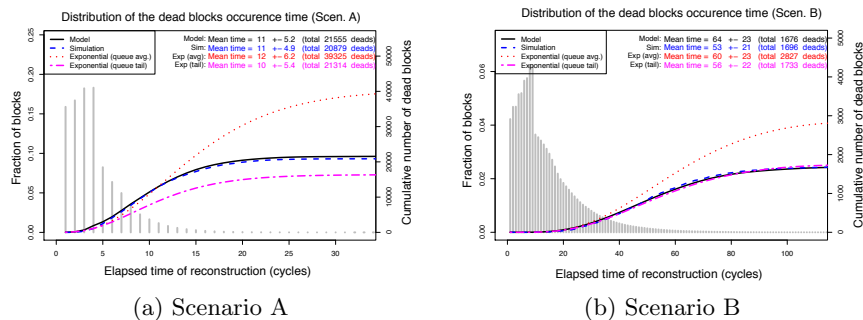 Distribution of the dead blocks occurence time (Scen. A)
Model
Simulation
Exponential (queue avg.)
Exponential (queue tail)
Model: Mean time = 11 +-5.2 (total 21555 deads)
Sim: Mean time = 11 +-4.9 (total 20879 deads)
Exp (avg): Mean time = 12 +-6.2 (total 39325 deads)
Exp (tail): Mean time = 10 +-5.4 (total 21314 deads)
Fraction of blocks
0.00 0.05 0.10 0.15 0.20 0.25
Cumulative number of dead blocks
0 10000 20000 30000 40000 50000
0 5 10 15 20 25 30
Elapsed time of reconstruction (cycles)
(a) Scenario A
Distribution of the dead blocks occurence time (Scen. B)
Model
Simulation
Exponential (queue avg.)
Exponential (queue tail)
Model: Mean time = 64 +- 23 (total 1676 deads)
Sim: Mean time = 53 +- 21 (total 1696 deads)
Exp (avg): Mean time = 60 +- 23 (total 2827 deads)
Exp (tail): Mean time = 56 +- 22 (total 1733 deads)
Fraction of blocks
0.00 0.02 0.04 0.06
Cumulative number of dead blocks
0 1000 2000 3000 4000 5000
0 20 40 60 80 100
Elapsed time of reconstruction (cycles)
(b) Scenario B